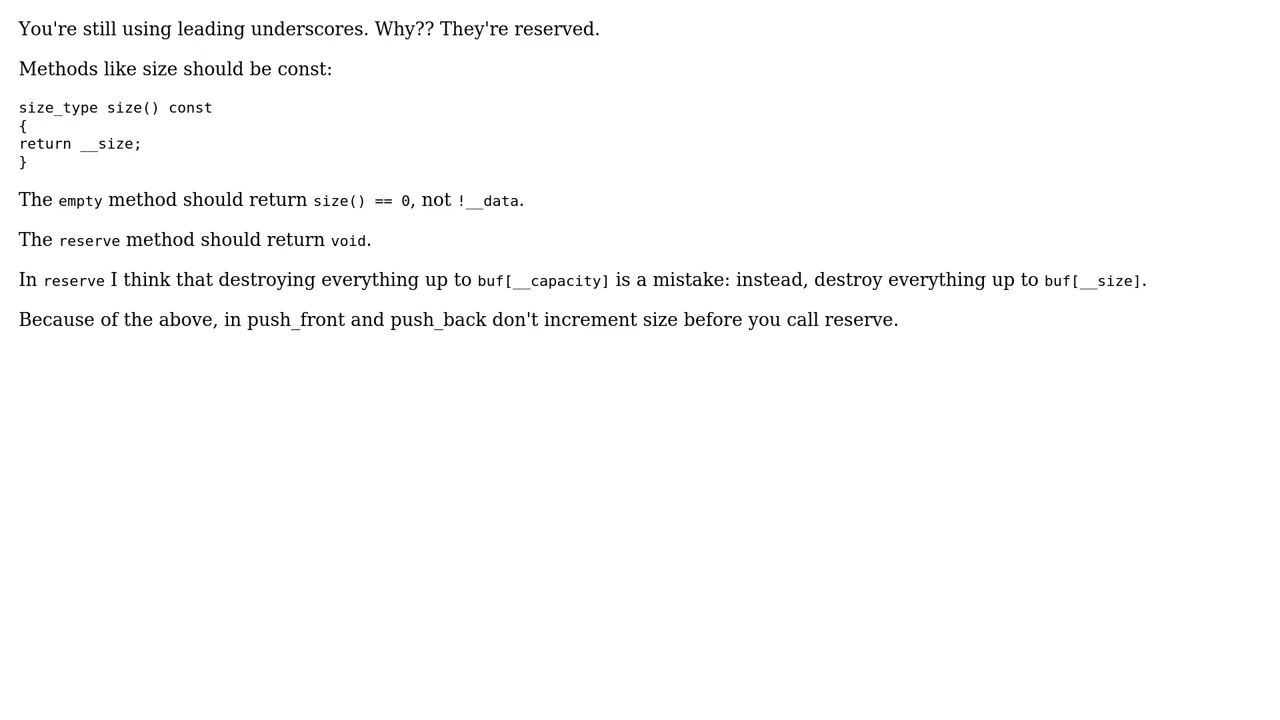 You're still using leading underscores. Why?? They're reserved.
Methods like size should be const:
size_type size() const
{
return __size;
}
The empty method should return size() == 0, not !__data.
The reserve method should return void.
In reserve I think that destroying everything up to buf[__capacity] is a mistake: instead, destroy everything up to buf[__size].
Because of the above, in push_front and push_back don't increment size before you call reserve.